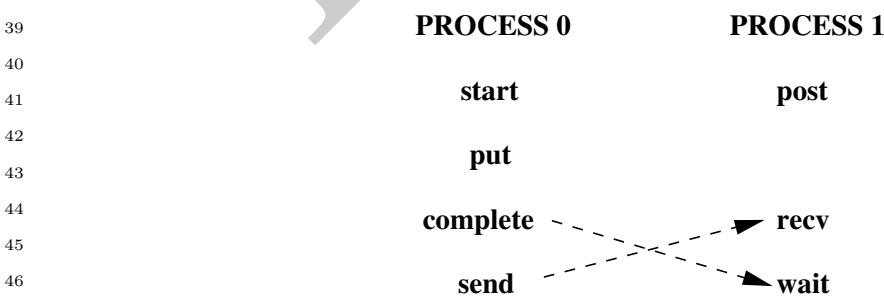 39 PROCESS 0 PROCESS 1
40
41 start post
42
43 put
44 complete recv
45
46 send wait